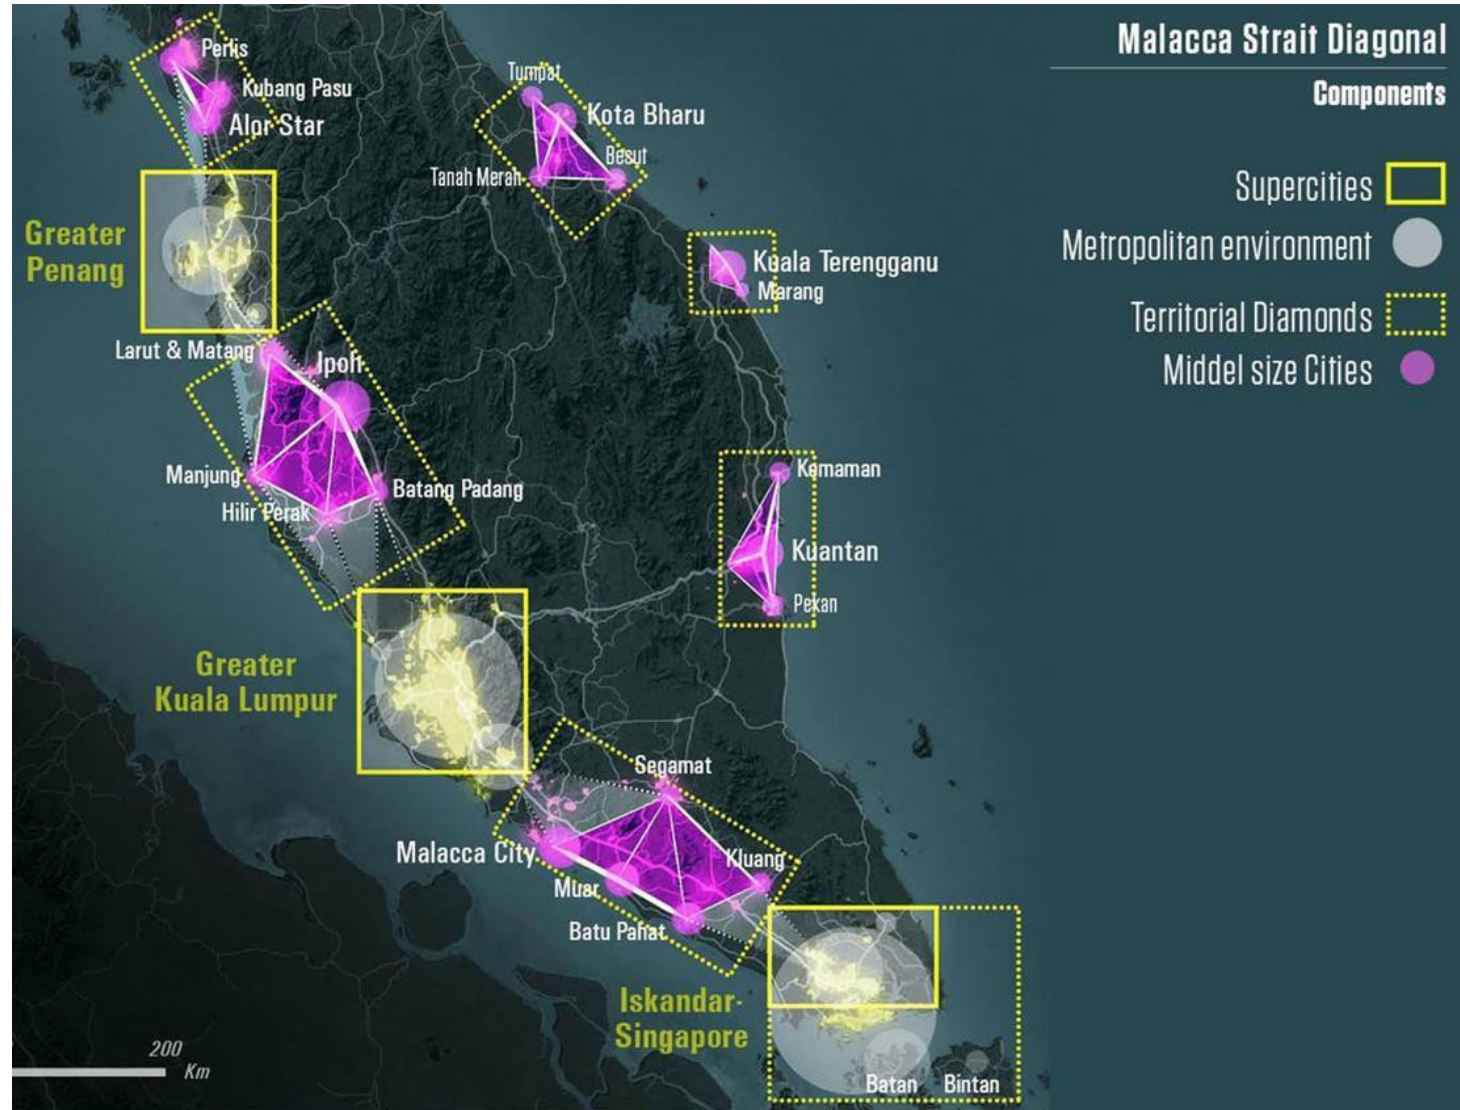 Malacca Strait Diagonal
Components
Supercities
Metropolitan environment
Territorial Diamonds
Middel size Cities
Perlis
Kubang Pasu
Alor Star
Tumpat
Kota Bharu
Besut
Tanah Merah
Greater
Penang
Kuala Terengganu
Marang
Larut & Matang
Ipoh
Manjung
Batang Padang
Hilir Perak
Kemaman
Kuantan
Pekan
Greater
Kuala Lumpur
Segamat
Malacca City
Kluang
Muar
Batu Pahat
Iskandar-
Singapore
Batan
Bintan
200
Km